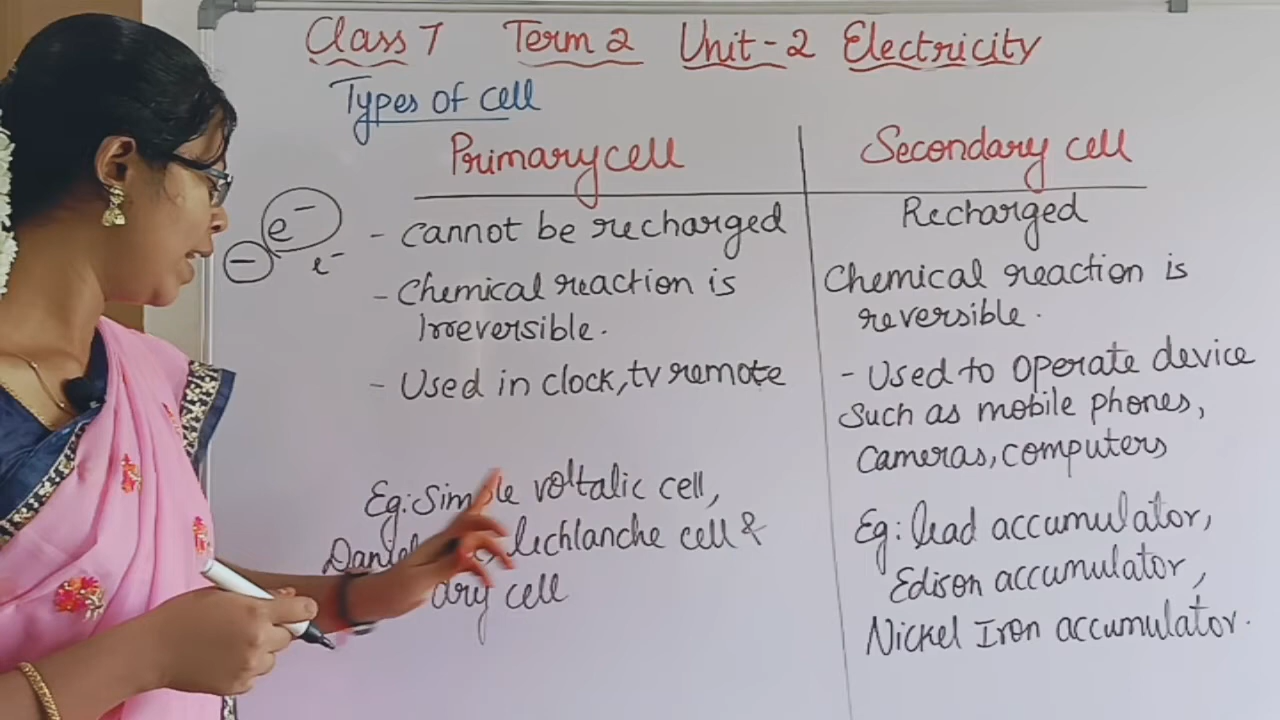 Class 7 Term 2 Unit-2 Electricity
Types of cell
Primary cell
Secondary cell
e⁻
−
e⁻
- cannot be recharged
- Chemical reaction is
Irreversible.
- Used in clock, tv remote
Eg: Simple voltalic cell,
lechlanche cell &
dry cell
Recharged
Chemical reaction is
reversible.
- Used to operate device
Such as mobile phones,
Cameras, computers
Eg: lead accumulator,
Edison accumulator,
Nickel Iron accumulator.